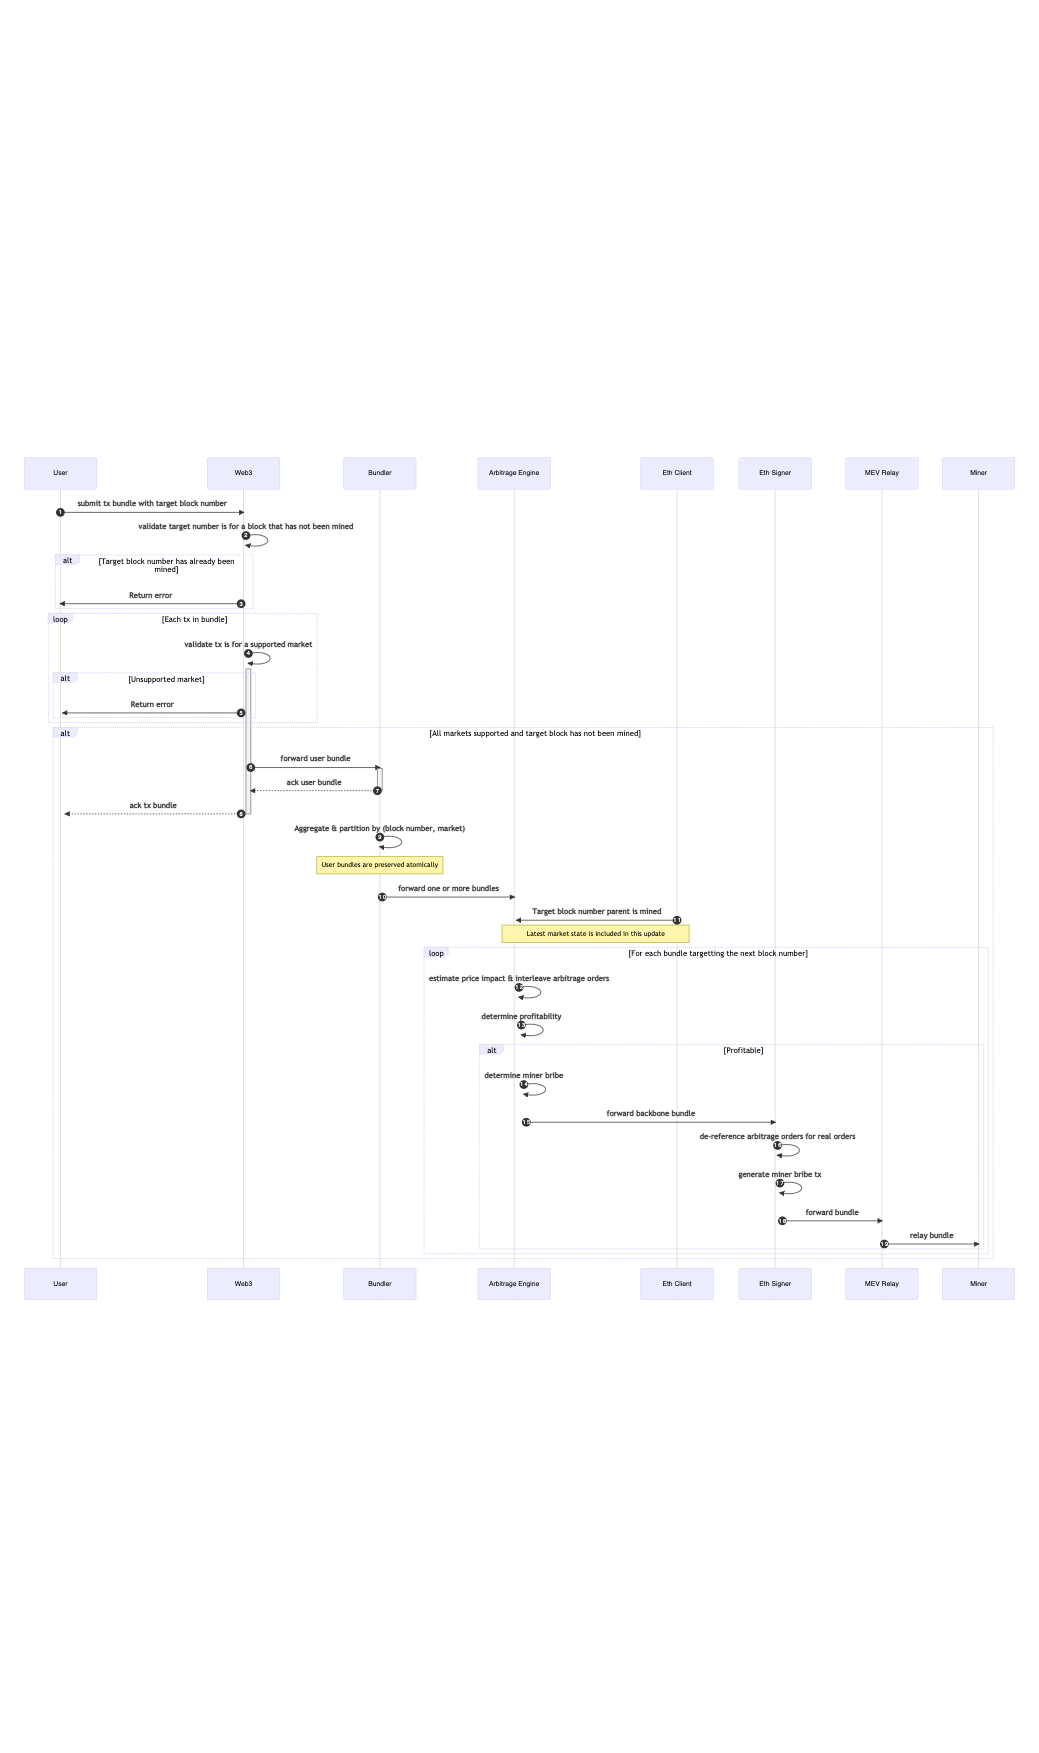 User
Web3
Bundler
Arbitrage Engine
Eth Client
Eth Signer
MEV Relay
Miner
submit tx bundle with target block number
1
validate target number is for a block that has not been mined
2
alt
[Target block number has already been
mined]
Return error
3
loop
[Each tx in bundle]
validate tx is for a supported market
4
alt
[Unsupported market]
Return error
5
alt
[All markets supported and target block has not been mined]
forward user bundle
6
ack user bundle
7
ack tx bundle
8
Aggregate & partition by (block number, market)
9
User bundles are preserved atomically
forward one or more bundles
10
Target block number parent is mined
11
Latest market state is included in this update
loop
[For each bundle targetting the next block number]
estimate price impact & interleave arbitrage orders
12
determine profitability
13
alt
[Profitable]
determine miner bribe
14
forward backbone bundle
15
de-reference arbitrage orders for real orders
16
generate miner bribe tx
17
forward bundle
18
relay bundle
19
User
Web3
Bundler
Arbitrage Engine
Eth Client
Eth Signer
MEV Relay
Miner